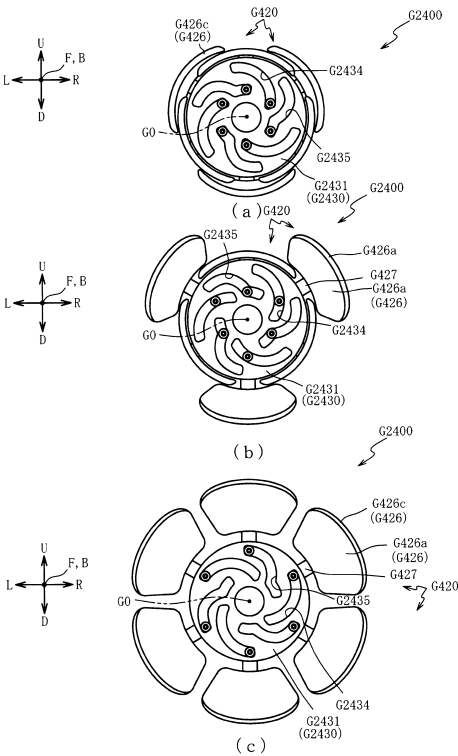 G426c
(G426)
G420
G2400
U
F,B
L
R
D
G2434
G0
G2435
G2431
(G2430)
(a)
G2400
G420
G2435
G426a
U
F,B
L
R
D
G427
G426a
(G426)
G0
G2434
G2431
(G2430)
(b)
G2400
G426c
(G426)
G426a
(G426)
U
F,B
L
R
D
G427
G420
G0
G2435
G2434
G2431
(G2430)
(c)